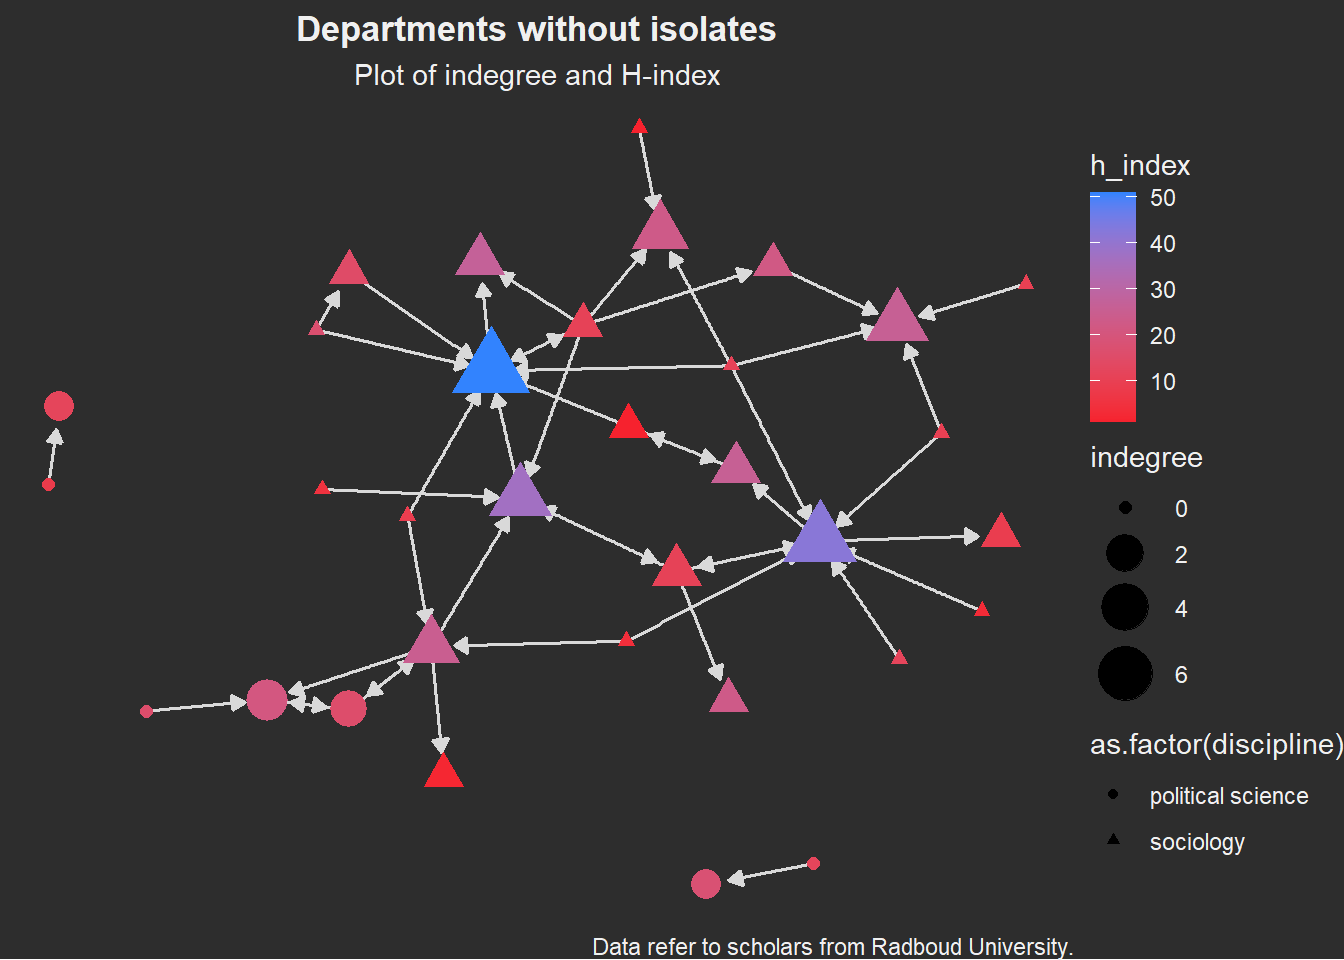 Departments without isolates
Plot of indegree and H-index
h_index
50
40
30
20
10
indegree
0
2
4
6
as.factor(discipline)
political science
sociology
Data refer to scholars from Radboud University.